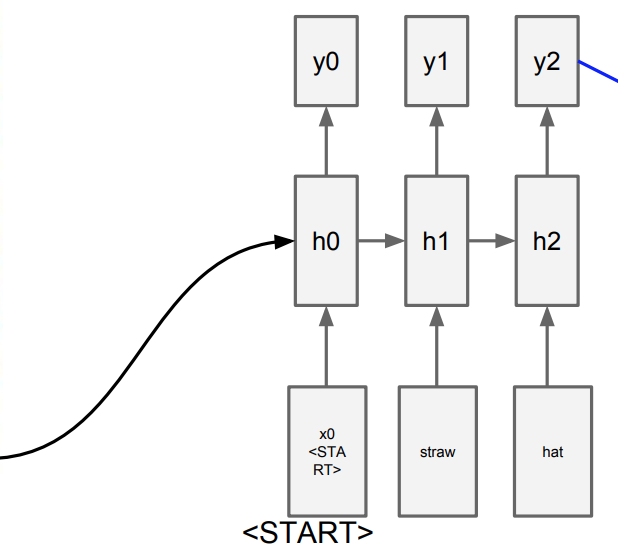 y0
y1
y2
h0
h1
h2
x0
<STA
RT>
straw
hat
<START>